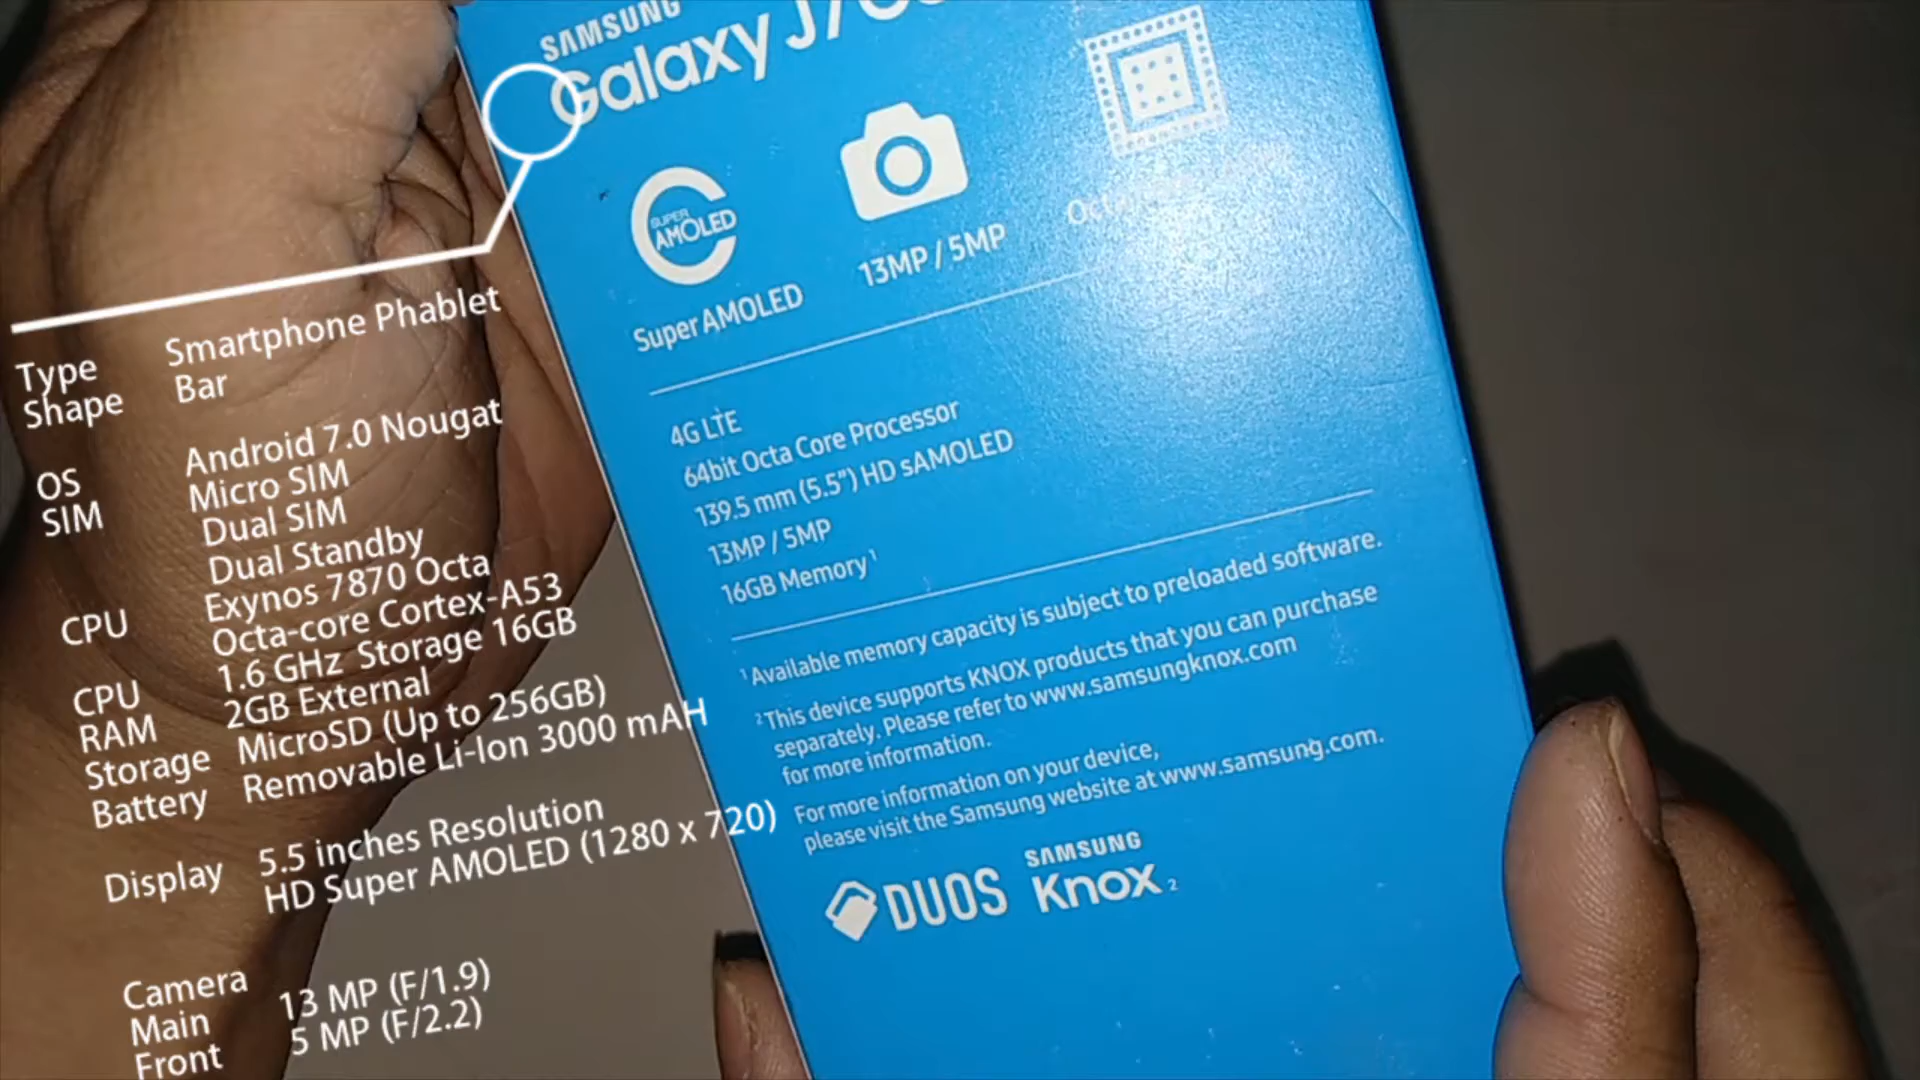 SAMSUNG
Galaxy J7
SUPER
AMOLED
Super AMOLED
13MP / 5MP
4G LTE
64bit Octa Core Processor
139.5 mm (5.5") HD sAMOLED
13MP / 5MP
16GB Memory¹
¹Available memory capacity is subject to preloaded software.
²This device supports KNOX products that you can purchase
separately. Please refer to www.samsungknox.com
for more information.
For more information on your device,
please visit the Samsung website at www.samsung.com.
DUOS
SAMSUNG
Knox 2
Type Smartphone Phablet
Shape Bar
OS Android 7.0 Nougat
SIM Micro SIM
Dual SIM
Dual Standby
CPU Exynos 7870 Octa
Octa-core Cortex-A53
CPU 1.6 GHz Storage 16GB
RAM 2GB External
Storage MicroSD (Up to 256GB)
Battery Removable Li-Ion 3000 mAH
Display 5.5 inches Resolution
HD Super AMOLED (1280 x 720)
Camera
Main 13 MP (F/1.9)
Front 5 MP (F/2.2)